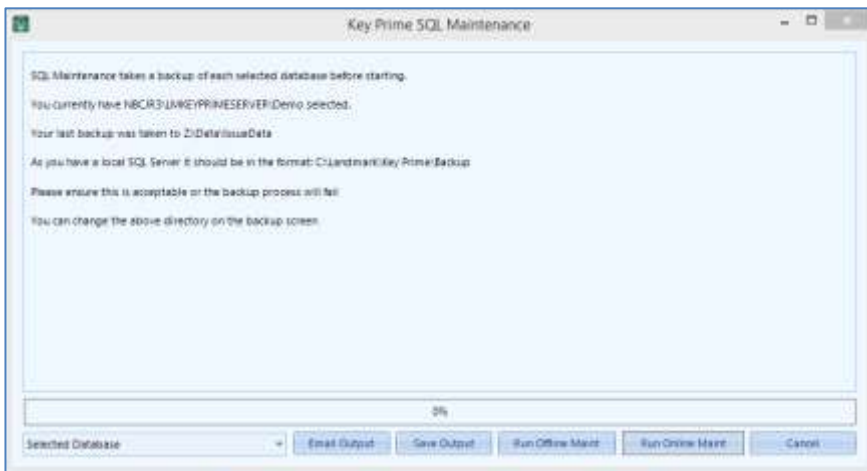 Key Prime SQL Maintenance
SQL Maintenance takes a backup of each selected database before starting.
You currently have NBCJR3\LMKEYPRIMESERVER\Demo selected.
Your last backup was taken to Z:\Data\IssueData
As you have a local SQL Server it should be in the format: C:\Landmark\Key Prime\Backup
Please ensure this is acceptable or the backup process will fail
You can change the above directory on the backup screen
0%
Selected Database
Email Output
Save Output
Run Offline Maint
Run Online Maint
Cancel